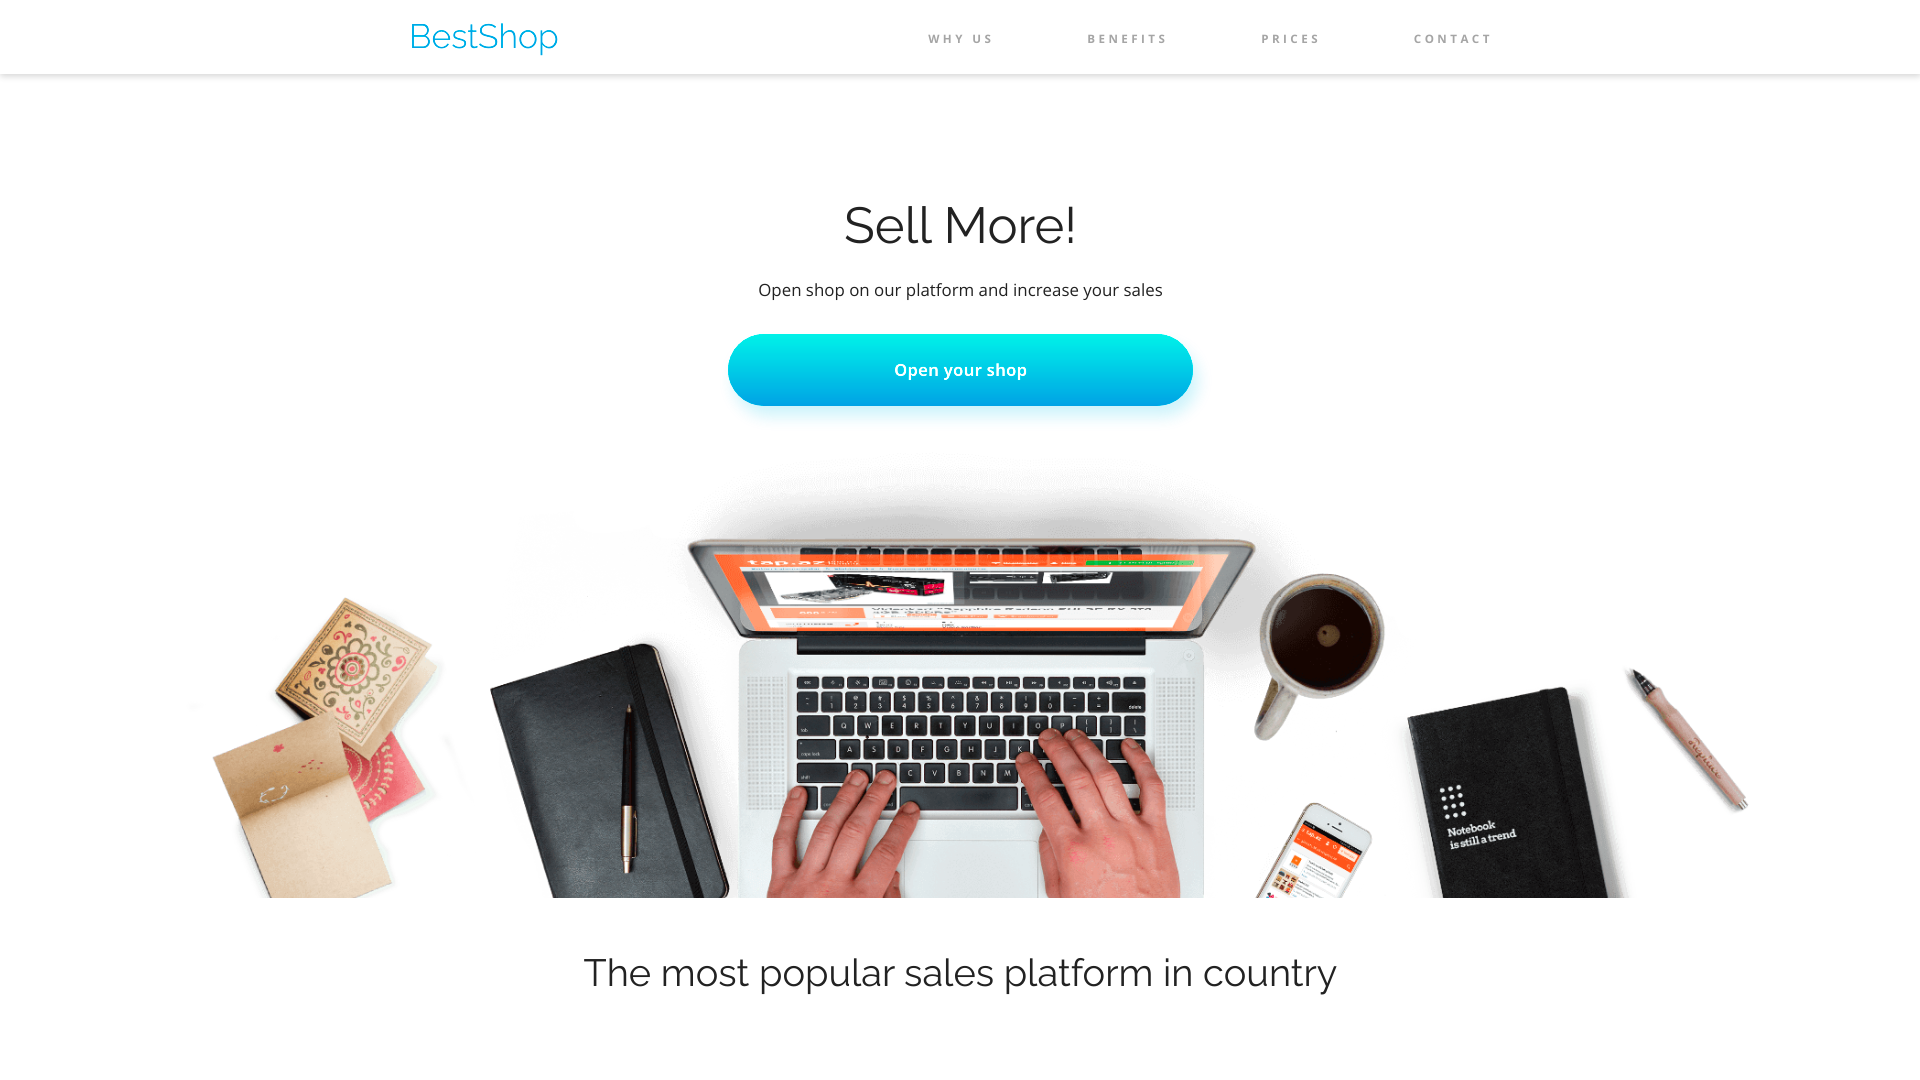 BestShop
WHY US
BENEFITS
PRICES
CONTACT
Sell More!
Open shop on our platform and increase your sales
Open your shop
tap.az
Notebook
is still a trend
The most popular sales platform in country